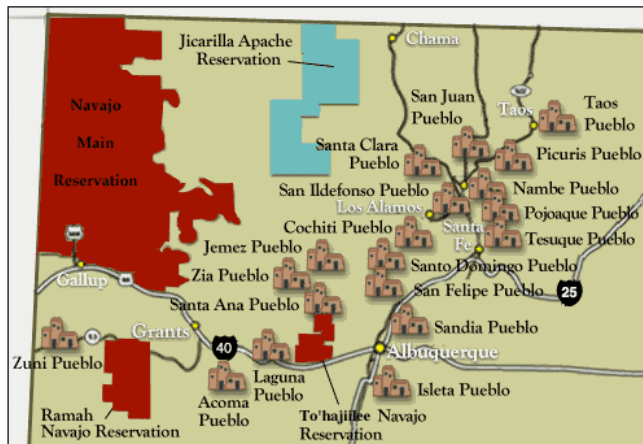 Chama
Jicarilla Apache
Reservation
San Juan
Pueblo
Taos
Taos
Pueblo
Navajo
Main
Reservation
Santa Clara
Pueblo
Picuris Pueblo
San Ildefonso Pueblo
Nambe Pueblo
Los Alamos
Pojoaque Pueblo
Cochiti Pueblo
Santa
Fe
Tesuque Pueblo
Jemez Pueblo
Zia Pueblo
Santo Domingo Pueblo
Gallup
Santa Ana Pueblo
San Felipe Pueblo
25
Grants
Sandia Pueblo
53
40
Albuquerque
Zuni Pueblo
Laguna
Pueblo
Acoma
Pueblo
Isleta Pueblo
Ramah
Navajo Reservation
To'hajiilee Navajo
Reservation